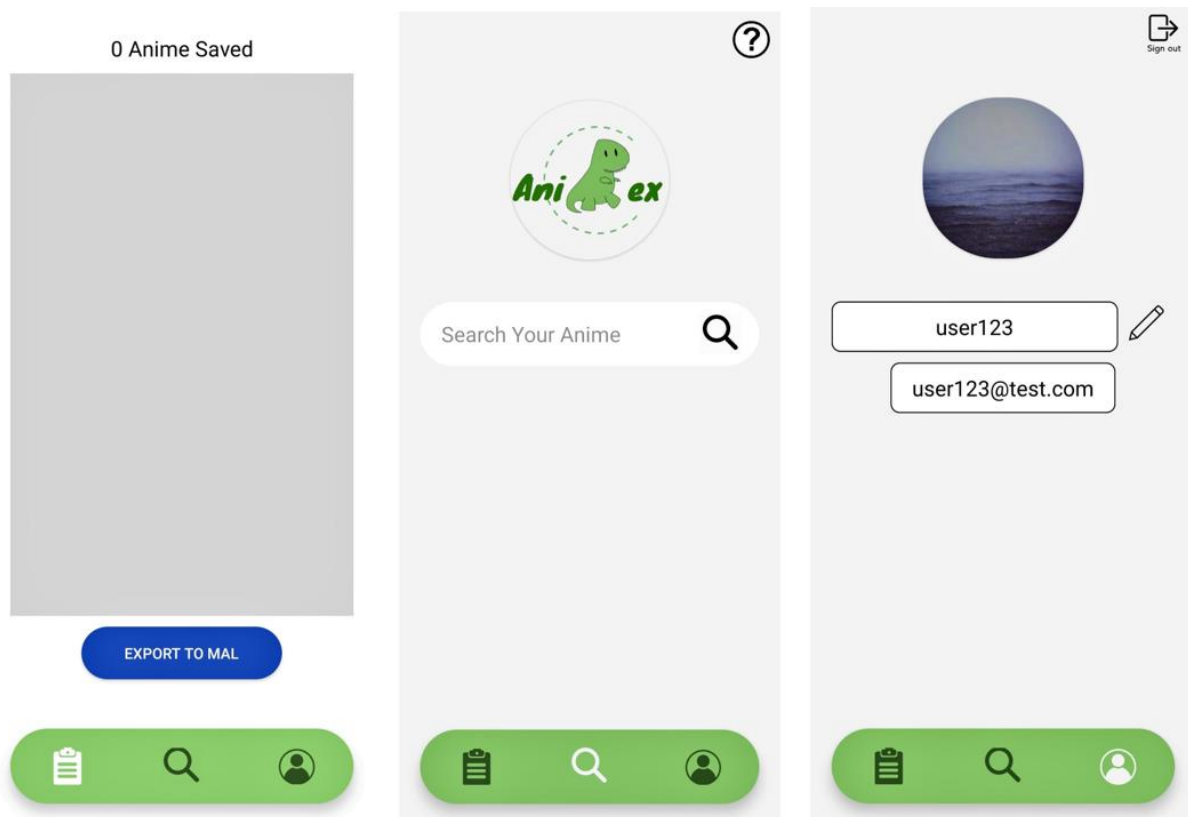 0 Anime Saved
EXPORT TO MAL
?
Ani ex
Search Your Anime
Sign out
user123
user123@test.com